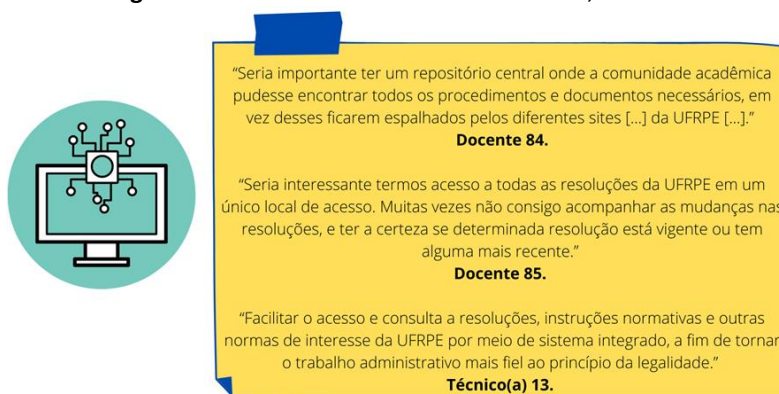 “Seria importante ter um repositório central onde a comunidade acadêmica
pudesse encontrar todos os procedimentos e documentos necessários, em
vez desses ficarem espalhados pelos diferentes sites [...] da UFRPE [...].”
Docente 84.
“Seria interessante termos acesso a todas as resoluções da UFRPE em um
único local de acesso. Muitas vezes não consigo acompanhar as mudanças nas
resoluções, e ter a certeza se determinada resolução está vigente ou tem
alguma mais recente.”
Docente 85.
“Facilitar o acesso e consulta a resoluções, instruções normativas e outras
normas de interesse da UFRPE por meio de sistema integrado, a fim de tornar
o trabalho administrativo mais fiel ao princípio da legalidade.”
Técnico(a) 13.